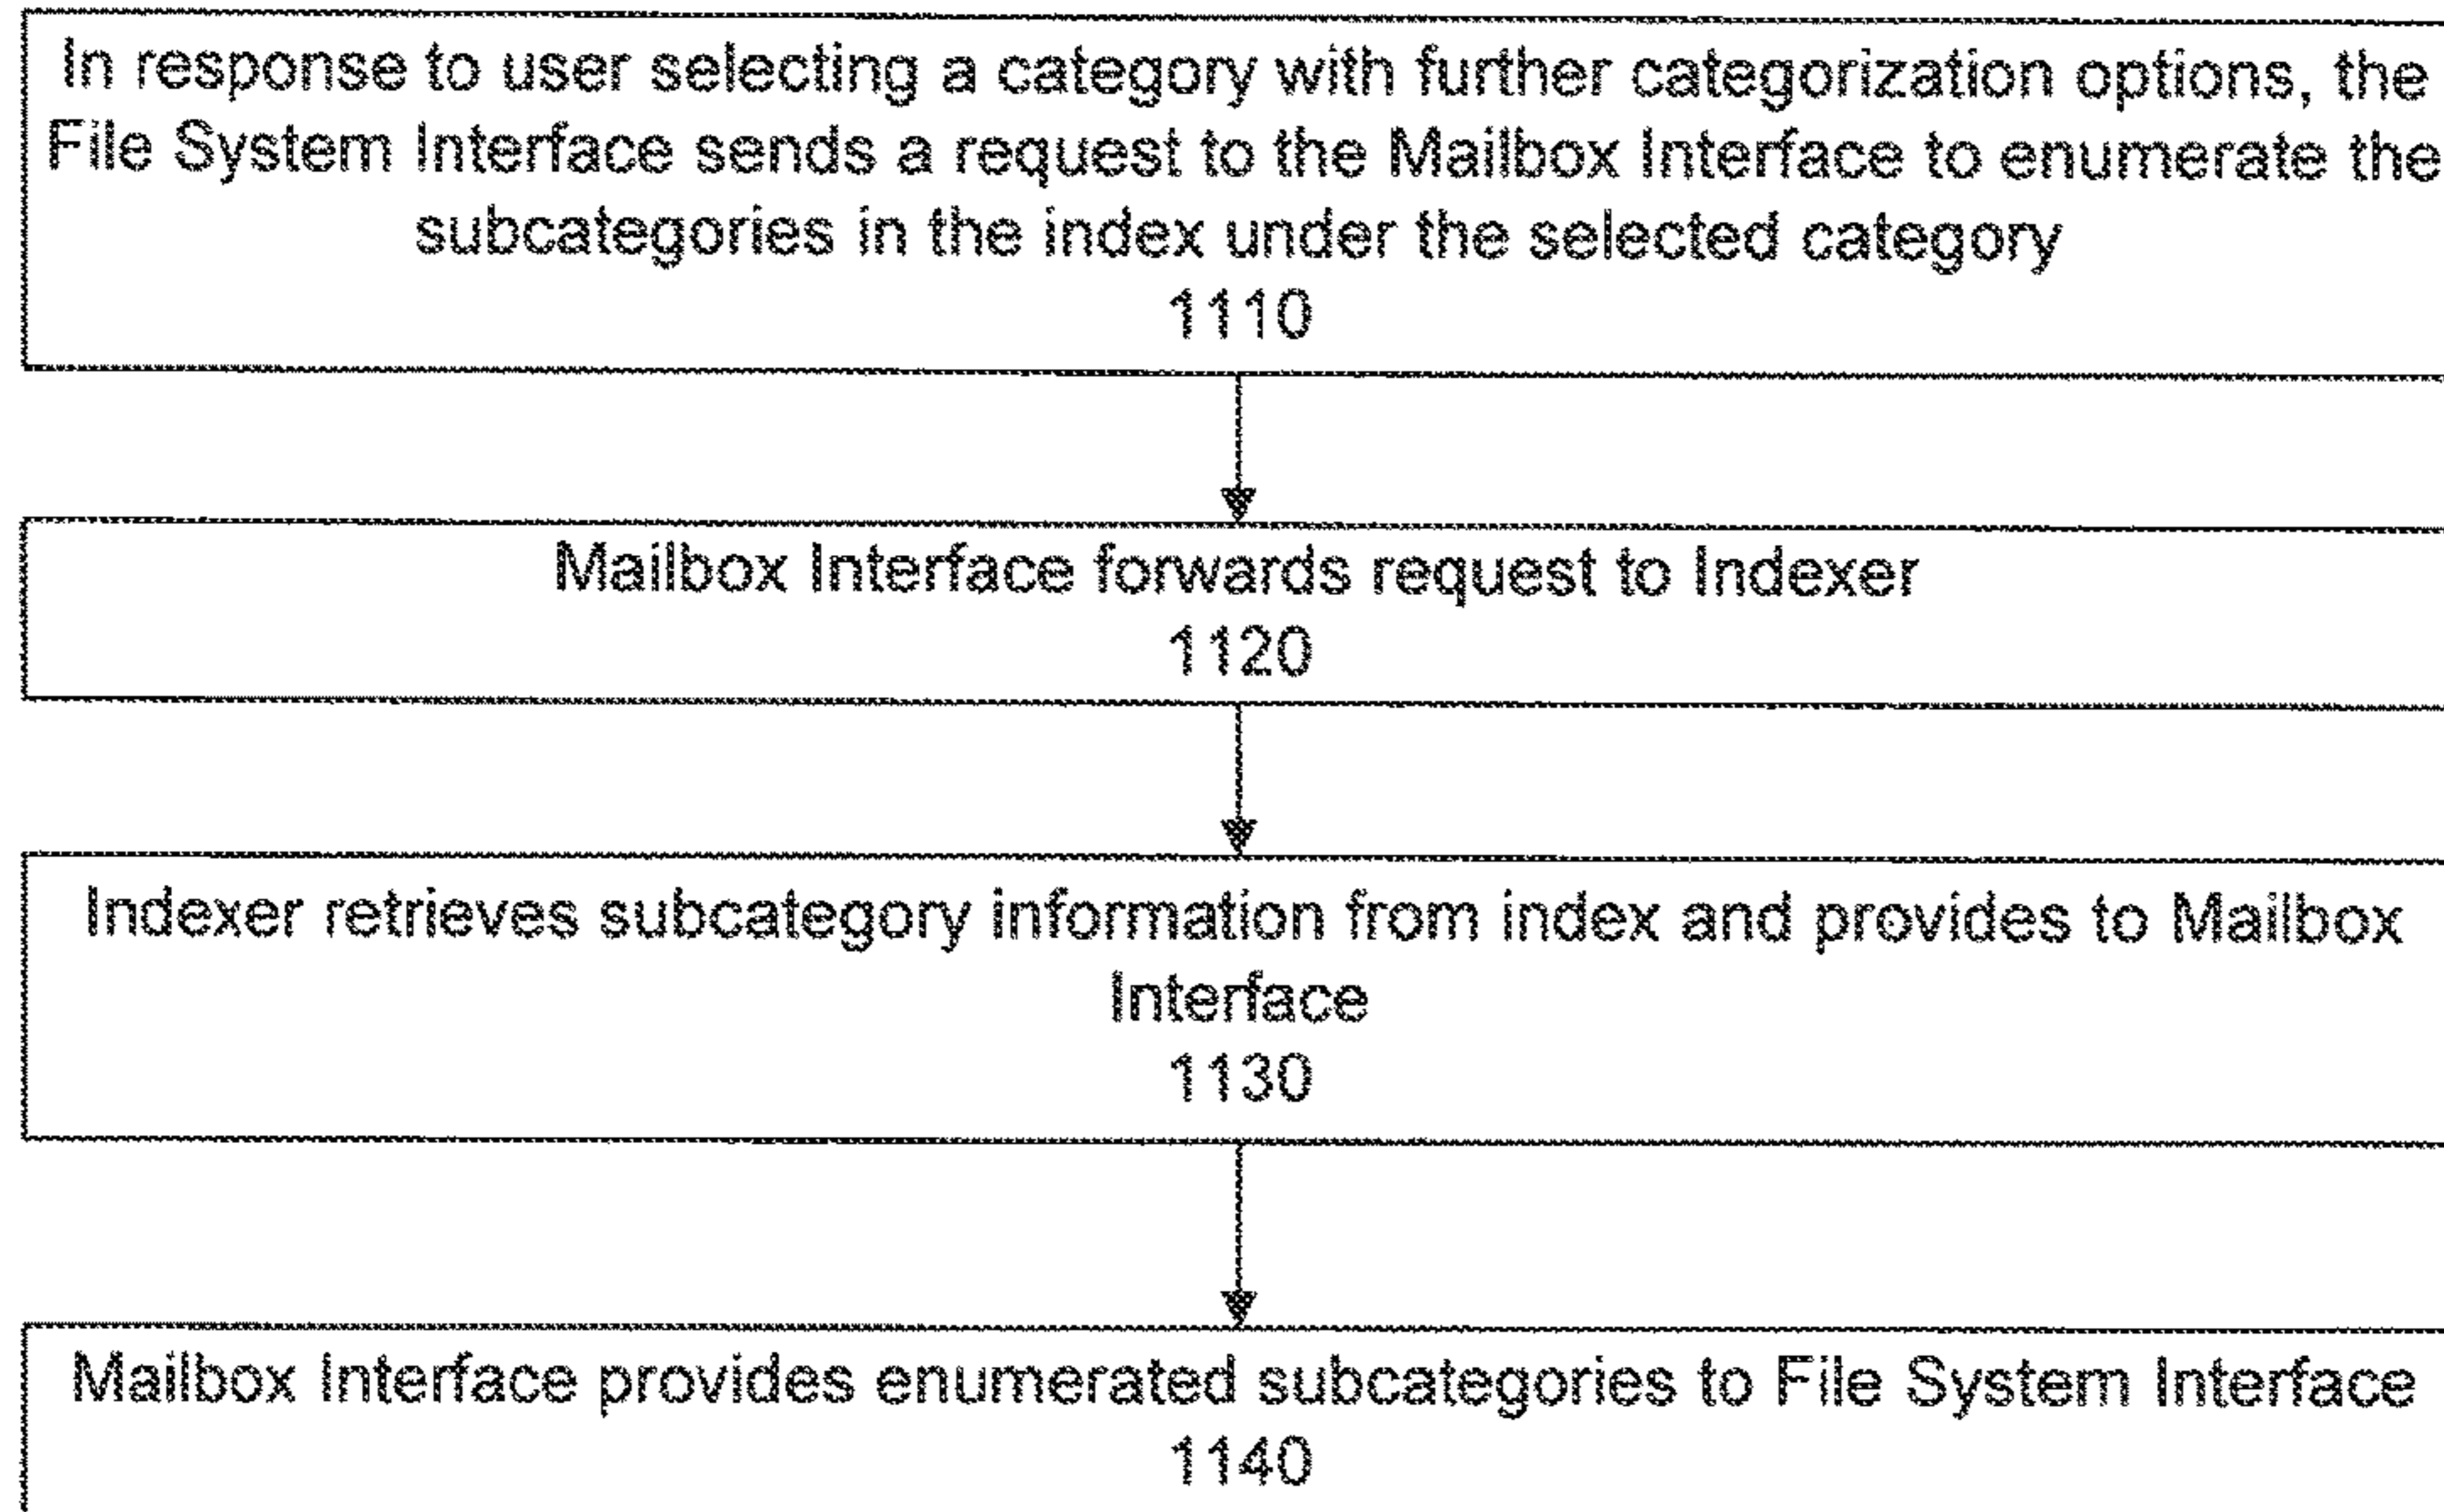 In response to user selecting a category with further categorization options, the
File System Interface sends a request to the Mailbox Interface to enumerate the
subcategories in the index under the selected category
1110
Mailbox Interface forwards request to Indexer
1120
Indexer retrieves subcategory information from index and provides to Mailbox
Interface
1130
Mailbox Interface provides enumerated subcategories to File System Interface
1140